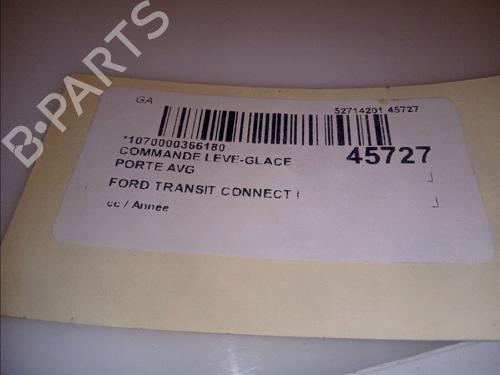 B-PARTS
GA
52714201 45727
*1070000366180
COMMANDE LEVE-GLACE
PORTE AVG
45727
FORD TRANSIT CONNECT
cc / Année